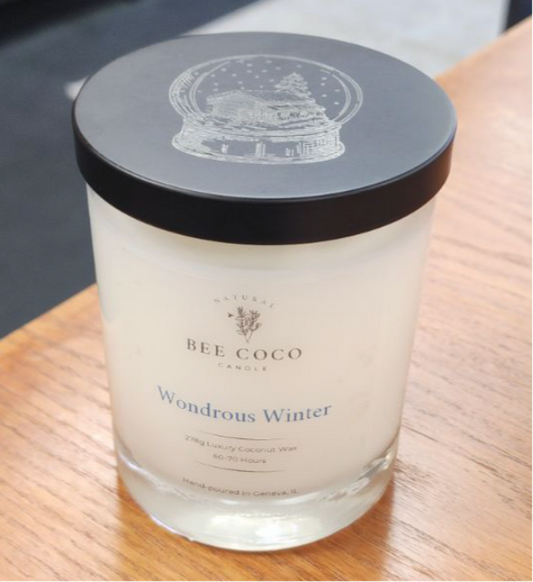 NATURAL
BEE COCO
CANDLE
Wondrous Winter
278g Luxury Coconut Wax
60-70 Hours
Hand-poured in Geneva, IL